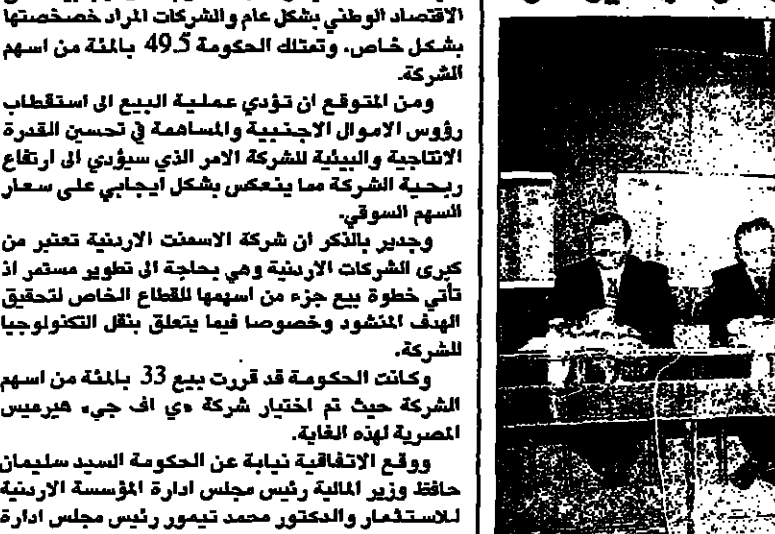 الاقتصاد الوطني بشكل عام والشركات المراد خصخصتها
بشكل خاص. وتمتلك الحكومة 49.5 بالمئة من اسهم
الشركة.
ومن المتوقع ان تؤدي عملية البيع الى استقطاب
رؤوس الاموال الاجنبية والمساهمة في تحسين القدرة
الانتاجية والبيئية للشركة الامر الذي سيؤدي الى ارتفاع
ربحية الشركة مما ينعكس بشكل ايجابي على سعار
السهم السوقي.
وجدير بالذكر ان شركة الاسمنت الاردنية تعتبر من
كبرى الشركات الاردنية وهي بحاجة الى تطوير مستمر اذ
تأتي خطوة بيع جزء من اسهمها للقطاع الخاص لتحقيق
الهدف المنشود وخصوصا فيما يتعلق بنقل التكنولوجيا
للشركة.
وكانت الحكومة قد قررت بيع 33 بالمئة من اسهم
الشركة حيث تم اختيار شركة «ي اف جي» هيرميس
المصرية لهذه الغاية.
ووقع الاتفاقية نيابة عن الحكومة السيد سليمان
حافظ وزير المالية رئيس مجلس ادارة المؤسسة الاردنية
للاستثمار والدكتور محمد تيمور رئيس مجلس ادارة